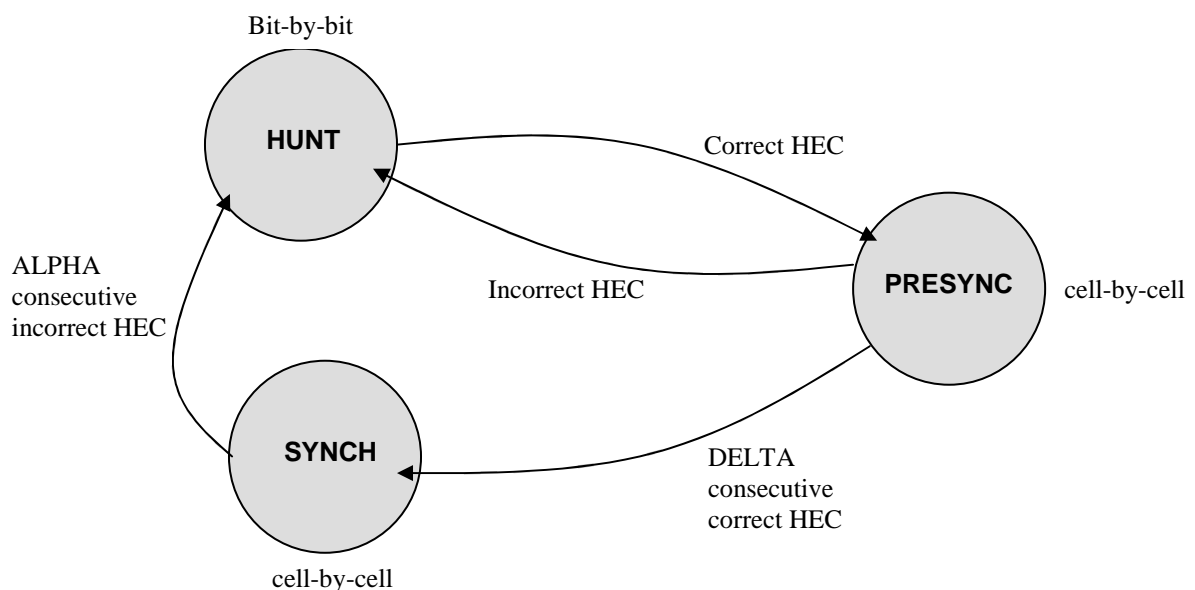 Bit-by-bit
HUNT
Correct HEC
ALPHA
consecutive
incorrect HEC
Incorrect HEC
PRESYNC
cell-by-cell
SYNCH
DELTA
consecutive
correct HEC
cell-by-cell